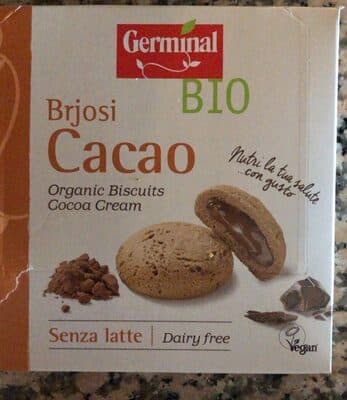 Germinal
BIO
Brjosi
Cacao
Organic Biscuits
Cocoa Cream
Nutri la tua salute
...con gusto
Senza latte | Dairy free
Vegan